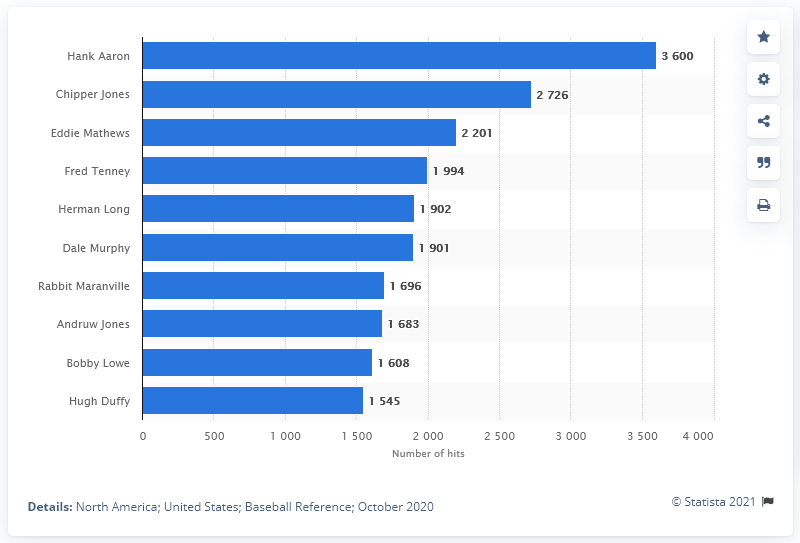 Hank Aaron 3 600
Chipper Jones 2 726
Eddie Mathews 2 201
Fred Tenney 1 994
Herman Long 1 902
Dale Murphy 1 901
Rabbit Maranville 1 696
Andruw Jones 1 683
Bobby Lowe 1 608
Hugh Duffy 1 545
0 500 1 000 1 500 2 000 2 500 3 000 3 500 4 000
Number of hits
Details: North America; United States; Baseball Reference; October 2020
© Statista 2021